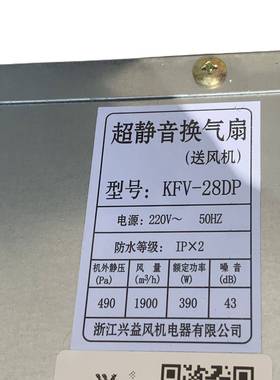 超静音换气扇
(送风机)
型号: KFV-28DP
电源: 220V～ 50HZ
防水等级: IP×2
机外静压 风 量 额定功率 噪 音
(Pa) (m³/h) (W) (dB)
490 1900 390 43
浙江兴益风机电器有限公司